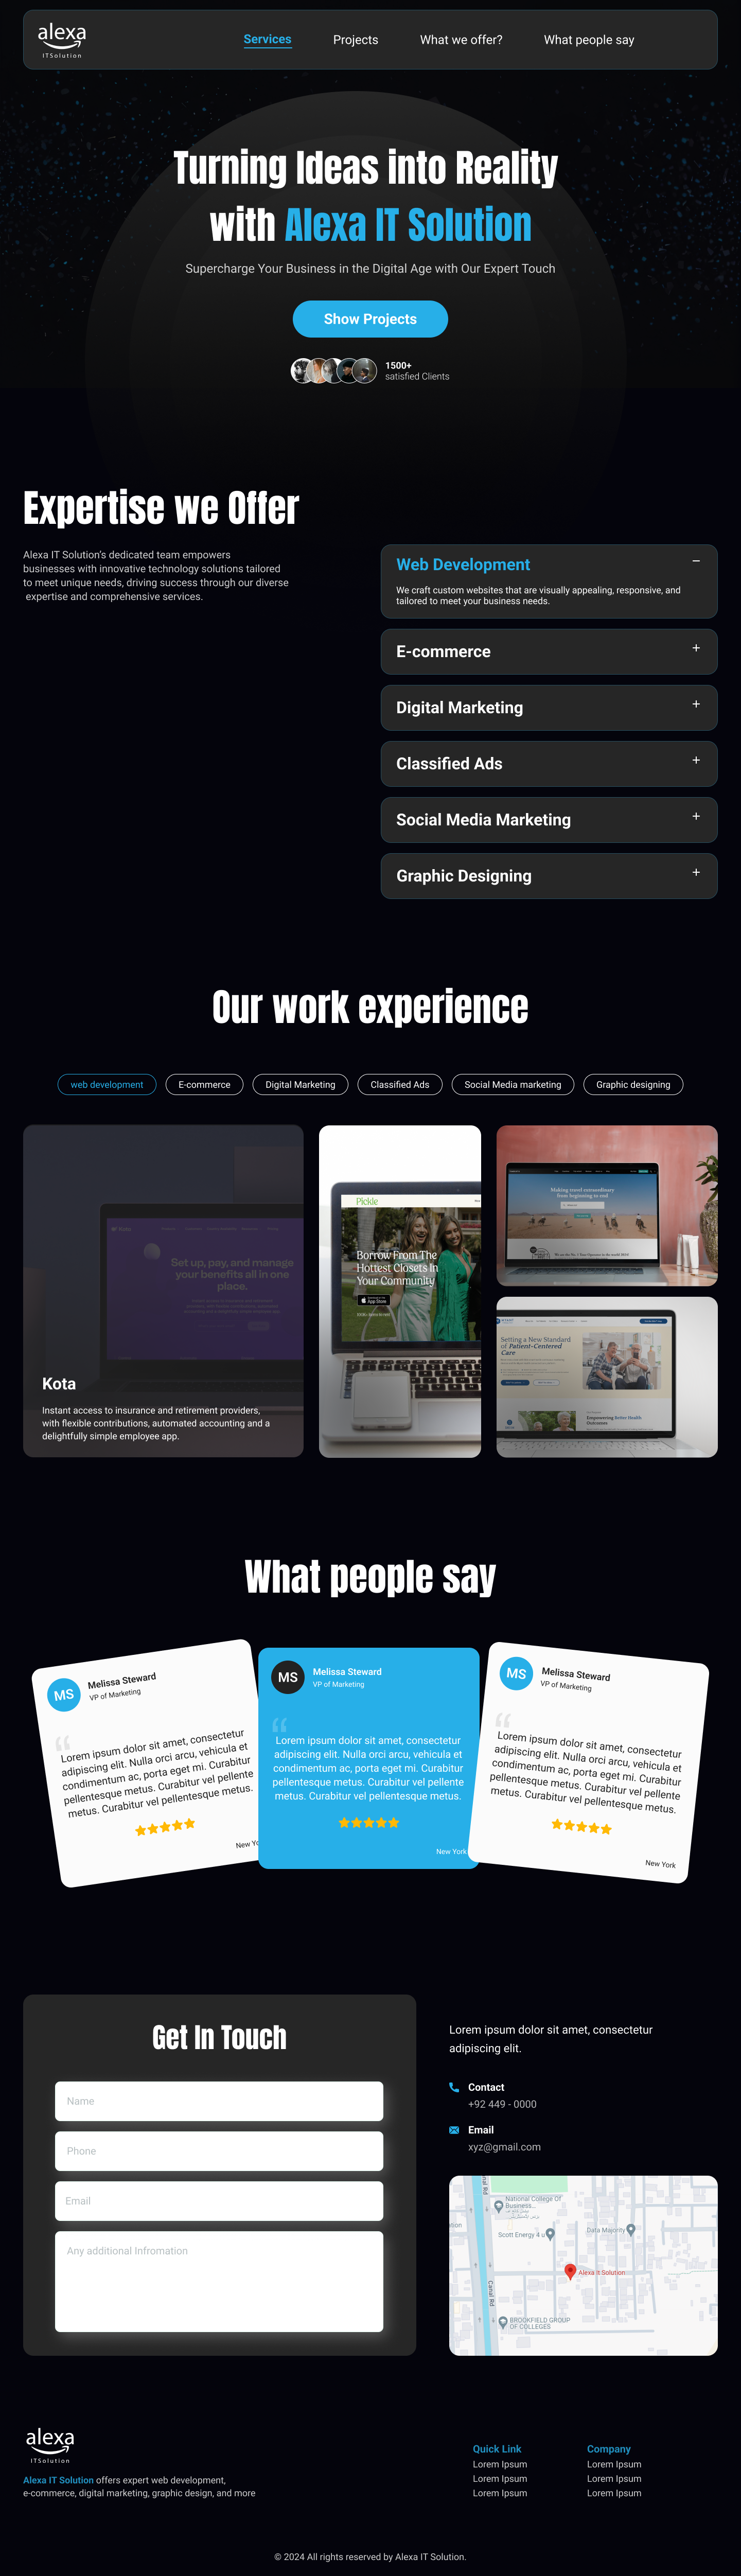 alexa
ITSolution
Services
Projects
What we offer?
What people say
Turning Ideas into Reality
with Alexa IT Solution
Supercharge Your Business in the Digital Age with Our Expert Touch
Show Projects
1500+
satisfied Clients
Expertise we Offer
Alexa IT Solution's dedicated team empowers
businesses with innovative technology solutions tailored
to meet unique needs, driving success through our diverse
expertise and comprehensive services.
Web Development
We craft custom websites that are visually appealing, responsive, and
tailored to meet your business needs.
E-commerce
Digital Marketing
Classified Ads
Social Media Marketing
Graphic Designing
Our work experience
web development
E-commerce
Digital Marketing
Classified Ads
Social Media marketing
Graphic designing
Set up, pay, and manage
your benefits all in one
place.
Kota
Instant access to insurance and retirement providers,
with flexible contributions, automated accounting and a
delightfully simple employee app.
Pickle
Borrow From The
Hottest Closets In
Your Community
App Store
Making travel extraordinary
from beginning to end
Setting a New Standard
of Patient-Centered
Care
Empowering Better Health
Outcomes
What people say
MS
Melissa Steward
VP of Marketing
Lorem ipsum dolor sit amet, consectetur
adipiscing elit. Nulla orci arcu, vehicula et
condimentum ac, porta eget mi. Curabitur
pellentesque metus. Curabitur vel pellente
metus. Curabitur vel pellentesque metus.
New Yo
MS
Melissa Steward
VP of Marketing
Lorem ipsum dolor sit amet, consectetur
adipiscing elit. Nulla orci arcu, vehicula et
condimentum ac, porta eget mi. Curabitur
pellentesque metus. Curabitur vel pellente
metus. Curabitur vel pellentesque metus.
New York
MS
Melissa Steward
VP of Marketing
Lorem ipsum dolor sit amet, consectetur
adipiscing elit. Nulla orci arcu, vehicula et
condimentum ac, porta eget mi. Curabitur
pellentesque metus. Curabitur vel pellente
metus. Curabitur vel pellentesque metus.
New York
Get In Touch
Name
Phone
Email
Any additional Infromation
Lorem ipsum dolor sit amet, consectetur
adipiscing elit.
Contact
+92 449 - 0000
Email
xyz@gmail.com
nal Rd
National College Of
Business...
Scott Energy 4 u
Data Majority
Alexa It Solution
Canal Rd
BROOKFIELD GROUP
OF COLLEGES
alexa
ITSolution
Alexa IT Solution offers expert web development,
e-commerce, digital marketing, graphic design, and more
Quick Link
Lorem Ipsum
Lorem Ipsum
Lorem Ipsum
Company
Lorem Ipsum
Lorem Ipsum
Lorem Ipsum
© 2024 All rights reserved by Alexa IT Solution.